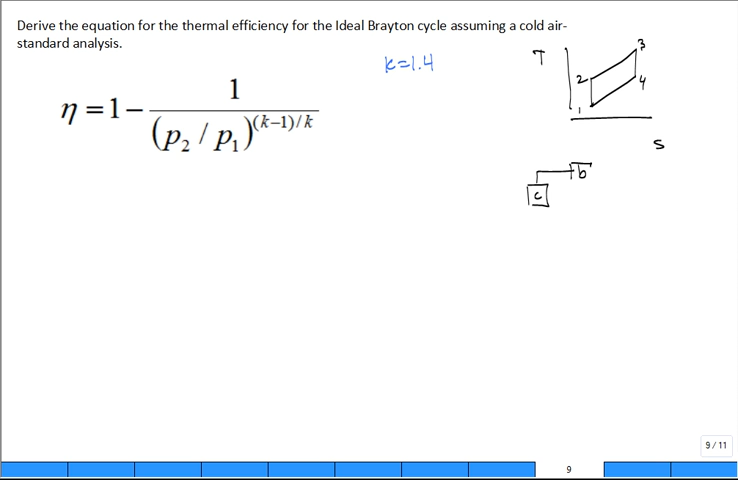 Derive the equation for the thermal efficiency for the Ideal Brayton cycle assuming a cold air-
standard analysis.
k=1.4
η = 1 − 1 / (p₂ / p₁)^(k−1)/k
T
3
2
4
1
s
b
c
9 / 11
9